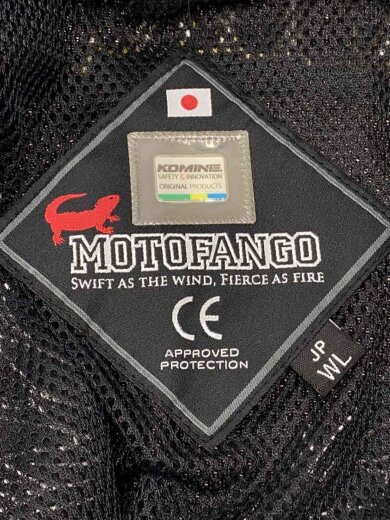 KOMINE
SAFETY & INNOVATION
ORIGINAL PRODUCTS
MOTOFANGO
SWIFT AS THE WIND, FIERCE AS FIRE
CE
APPROVED
PROTECTION
JP
WL